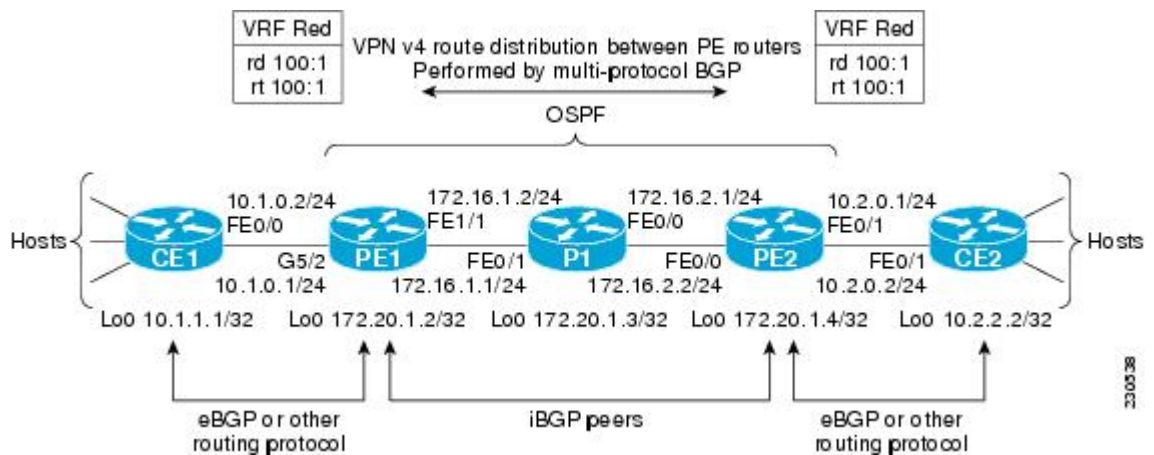 VRF Red
rd 100:1
rt 100:1
VPN v4 route distribution between PE routers
Performed by multi-protocol BGP
VRF Red
rd 100:1
rt 100:1
OSPF
10.1.0.2/24
172.16.1.2/24
172.16.2.1/24
10.2.0.1/24
FE0/0
FE1/1
FE0/0
FE0/1
Hosts
CE1
PE1
P1
PE2
CE2
Hosts
G5/2
FE0/1
FE0/0
FE0/1
10.1.0.1/24
172.16.1.1/24
172.16.2.2/24
10.2.0.2/24
Lo0 10.1.1.1/32
Lo0 172.20.1.2/32
Lo0 172.20.1.3/32
Lo0 172.20.1.4/32
Lo0 10.2.2.2/32
eBGP or other
routing protocol
iBGP peers
eBGP or other
routing protocol
230538